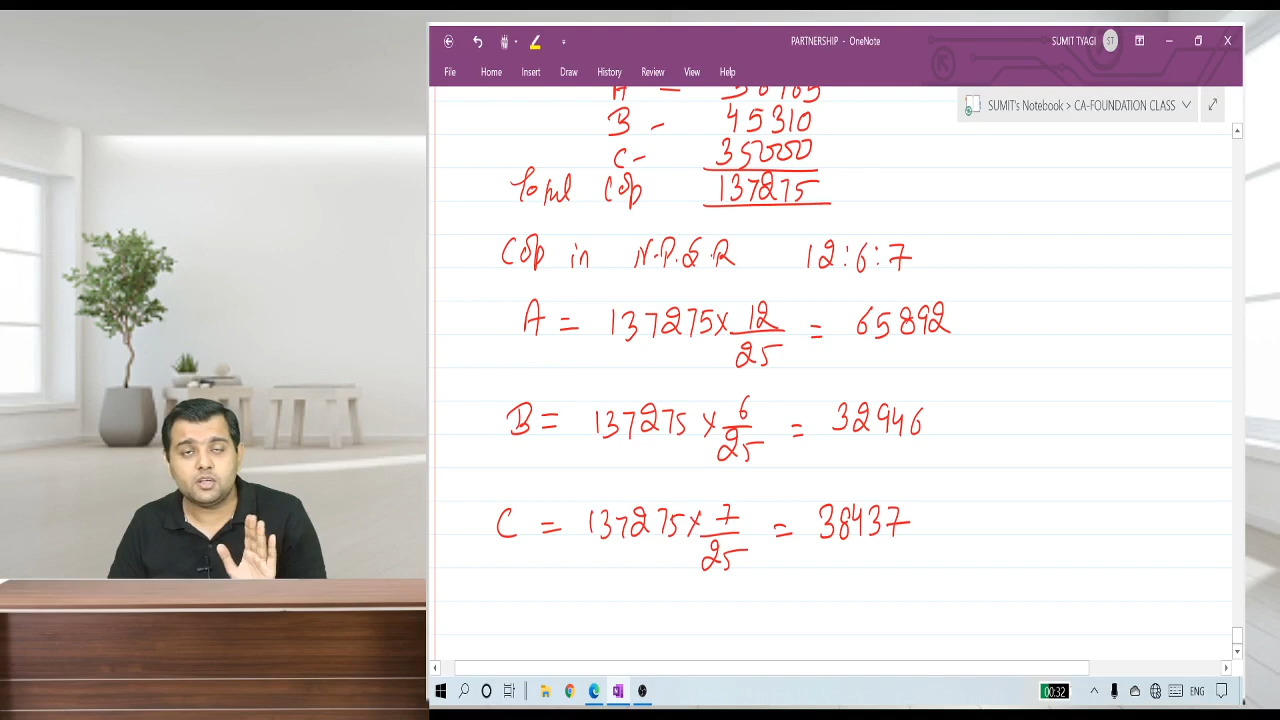 PARTNERSHIP - OneNote
SUMIT TYAGI ST
File Home Insert Draw History Review View Help
SUMIT's Notebook > CA-FOUNDATION CLASS
A -
B - 45310
C - 35000
Total Cap 137275
Cap in N.P.S.R 12:6:7
A = 137275 × 12/25 = 65892
B = 137275 × 6/25 = 32946
C = 137275 × 7/25 = 38437
00:32
ENG